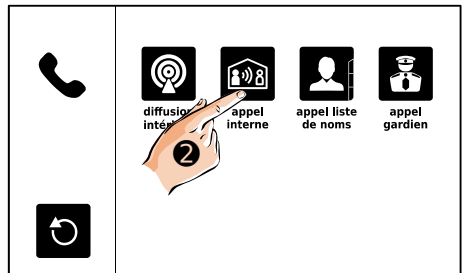 diffusion
appel
interne
appel liste
de noms
appel
gardien
2